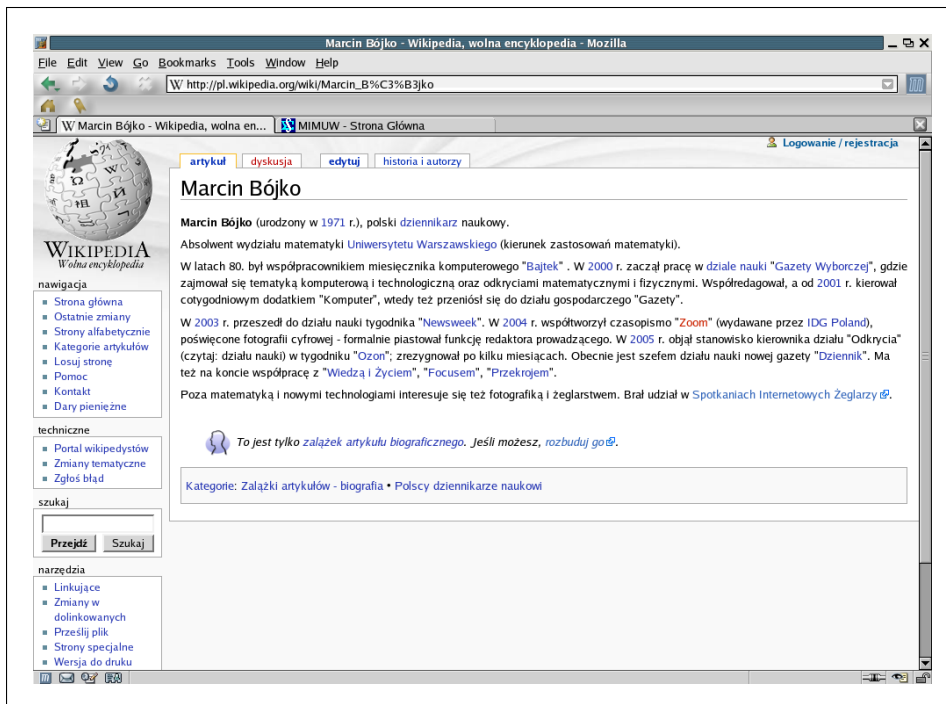 Marcin Bójko - Wikipedia, wolna encyklopedia - Mozilla
File Edit View Go Bookmarks Tools Window Help
W http://pl.wikipedia.org/wiki/Marcin_B%C3%B3jko
W Marcin Bójko - Wikipedia, wolna en... MIMUW - Strona Główna
Logowanie / rejestracja
artykuł dyskusja edytuj historia i autorzy
Marcin Bójko
Marcin Bójko (urodzony w 1971 r.), polski dziennikarz naukowy.
Absolwent wydziału matematyki Uniwersytetu Warszawskiego (kierunek zastosowań matematyki).
W latach 80. był współpracownikiem miesięcznika komputerowego "Bajtek" . W 2000 r. zaczął pracę w dziale nauki "Gazety Wyborczej", gdzie
zajmował się tematyką komputerową i technologiczną oraz odkryciami matematycznymi i fizycznymi. Współredagował, a od 2001 r. kierował
cotygodniowym dodatkiem "Komputer", wtedy też przeniósł się do działu gospodarczego "Gazety".
W 2003 r. przeszedł do działu nauki tygodnika "Newsweek". W 2004 r. współtworzył czasopismo "Zoom" (wydawane przez IDG Poland),
poświęcone fotografii cyfrowej - formalnie piastował funkcję redaktora prowadzącego. W 2005 r. objął stanowisko kierownika działu "Odkrycia"
(czytaj: działu nauki) w tygodniku "Ozon"; zrezygnował po kilku miesiącach. Obecnie jest szefem działu nauki nowej gazety "Dziennik". Ma
też na koncie współpracę z "Wiedzą i Życiem", "Focusem", "Przekrojem".
Poza matematyką i nowymi technologiami interesuje się też fotografiką i żeglarstwem. Brał udział w Spotkaniach Internetowych Żeglarzy.
To jest tylko zalążek artykułu biograficznego. Jeśli możesz, rozbuduj go.
Kategorie: Zalążki artykułów - biografia • Polscy dziennikarze naukowi
WIKIPEDIA
Wolna encyklopedia
nawigacja
Strona główna
Ostatnie zmiany
Strony alfabetycznie
Kategorie artykułów
Losuj stronę
Pomoc
Kontakt
Dary pieniężne
techniczne
Portal wikipedystów
Zmiany tematyczne
Zgłoś błąd
szukaj
Przejdź Szukaj
narzędzia
Linkujące
Zmiany w
dolinkowanych
Prześlij plik
Strony specjalne
Wersja do druku